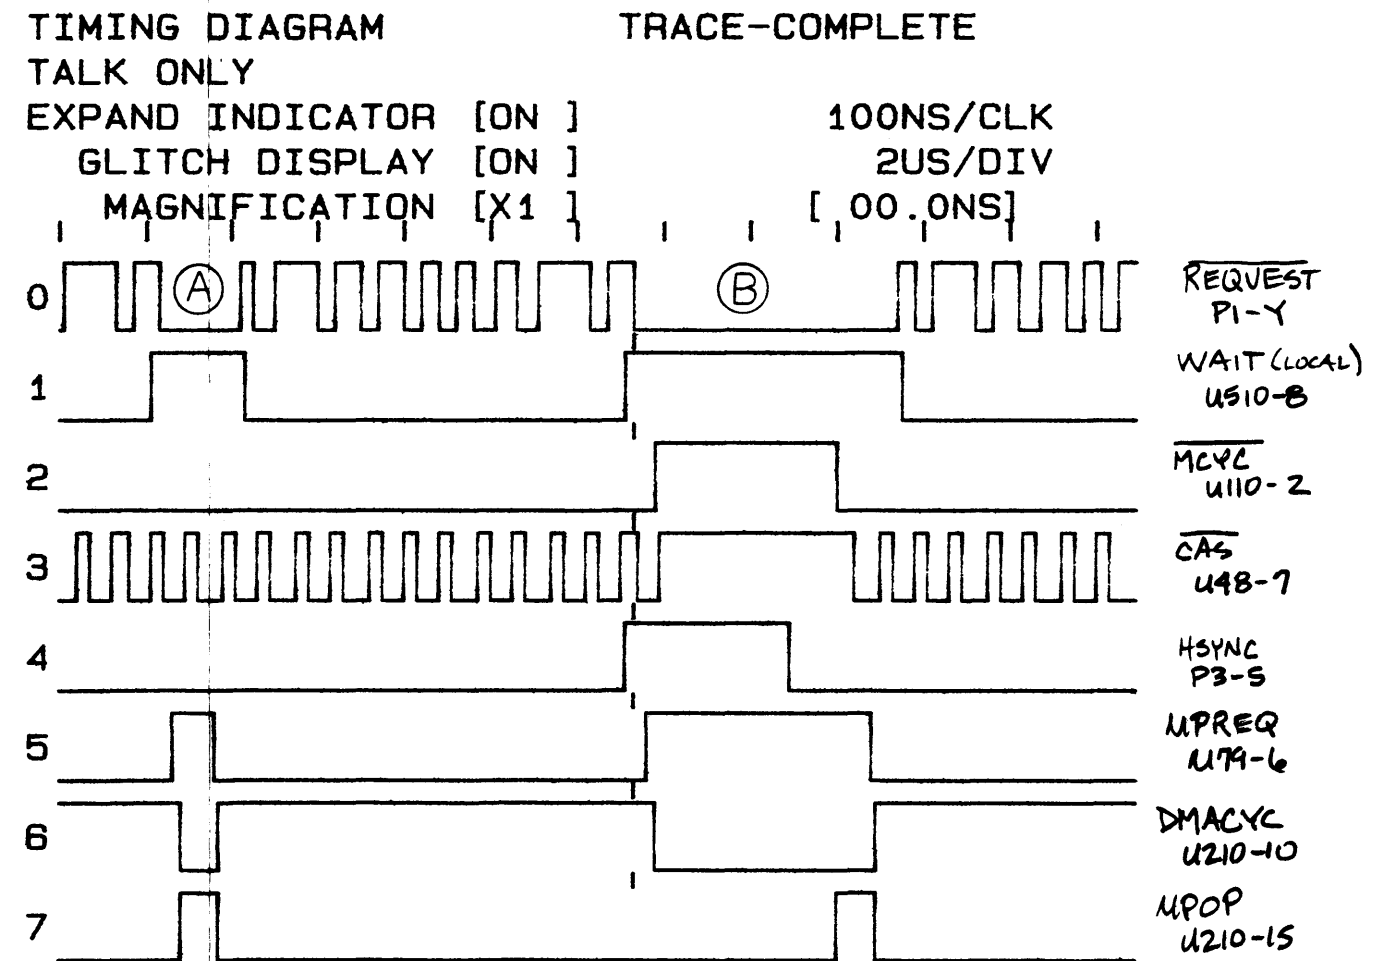 TIMING DIAGRAM TRACE-COMPLETE
TALK ONLY
EXPAND INDICATOR [ON ] 100NS/CLK
GLITCH DISPLAY [ON ] 2US/DIV
MAGNIFICATION [X1 ] [ 00.0NS]
A
B
0
REQUEST
P1-Y
1
WAIT (LOCAL)
U510-8
2
MCYC
U110-2
3
CAS
U48-7
4
HSYNC
P3-5
5
MPREQ
U79-6
6
DMACYC
U210-10
7
MPOP
U210-15